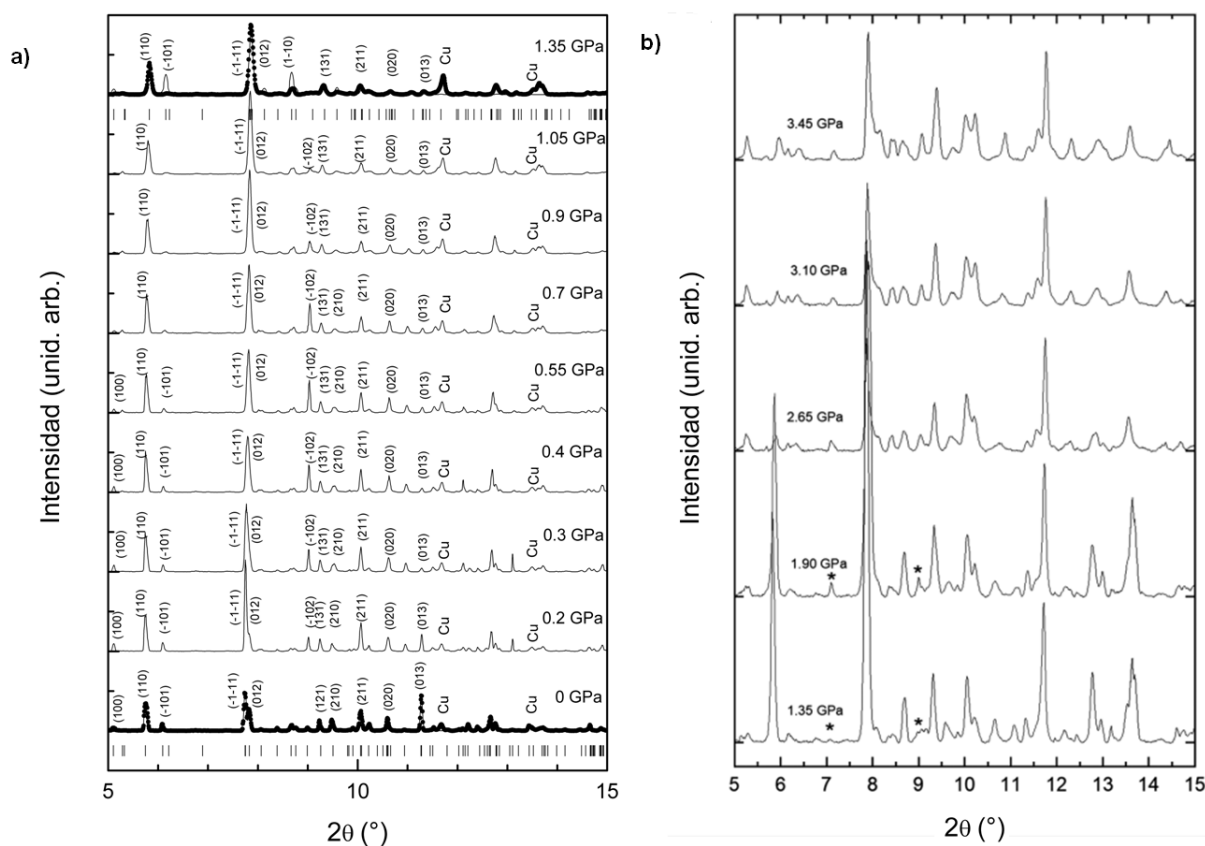 a)
Intensidad (unid. arb.)
(110) (-101) (-1-11) (012) (1-10) (131) (211) (020) (013) Cu Cu 1.35 GPa
(110) (-1-11) (012) (-102) (131) (211) (020) (013) Cu Cu 1.05 GPa
(110) (-1-11) (012) (-102) (131) (211) (020) (013) Cu Cu 0.9 GPa
(110) (-1-11) (012) (-102) (131) (210) (211) (020) (013) Cu Cu 0.7 GPa
(100) (110) (-101) (-1-11) (012) (-102) (131) (210) (211) (020) (013) Cu Cu 0.55 GPa
(100) (110) (-101) (-1-11) (012) (-102) (131) (210) (211) (020) (013) Cu Cu 0.4 GPa
(100) (110) (-101) (-1-11) (012) (-102) (131) (210) (211) (020) (013) Cu Cu 0.3 GPa
(100) (110) (-101) (-1-11) (012) (-102) (131) (210) (211) (020) (013) Cu Cu 0.2 GPa
(100) (110) (-101) (-1-11) (012) (121) (210) (211) (020) (013) Cu Cu 0 GPa
5 10 15
2θ (°)
b)
Intensidad (unid. arb.)
3.45 GPa
3.10 GPa
2.65 GPa
1.90 GPa
* *
1.35 GPa
* *
5 6 7 8 9 10 11 12 13 14 15
2θ (°)